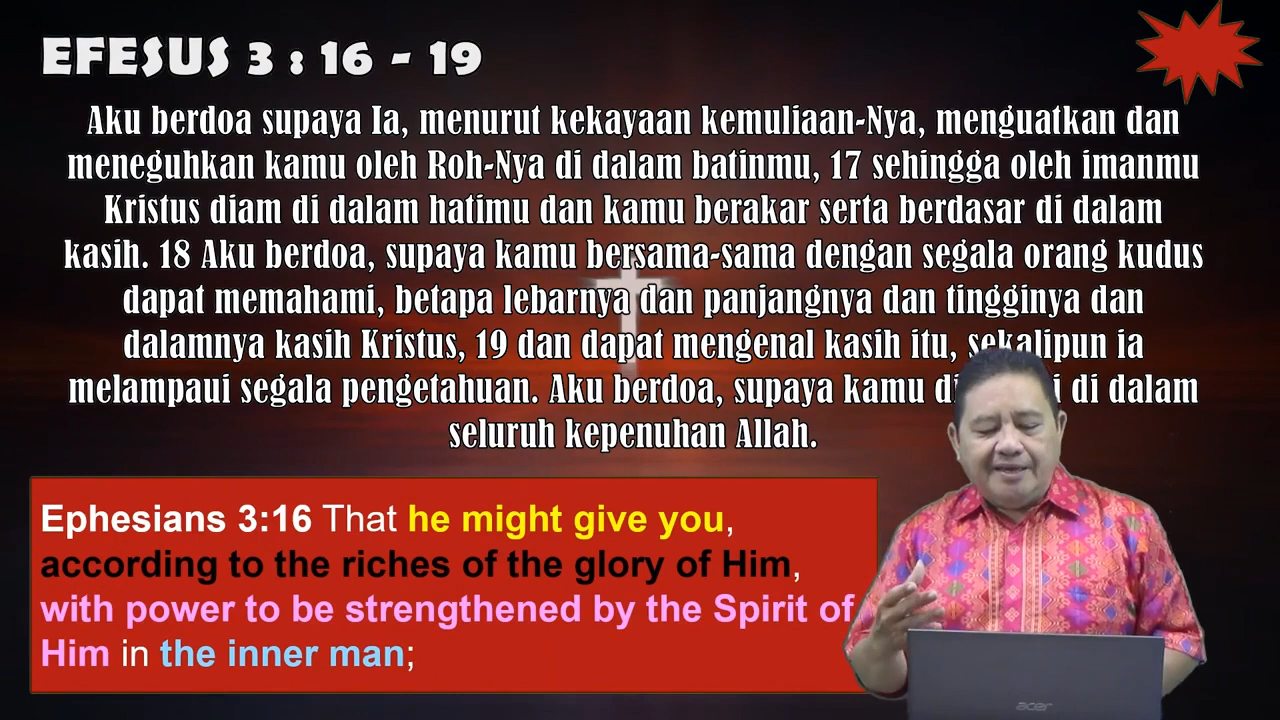 EFESUS 3 : 16 - 19
Aku berdoa supaya Ia, menurut kekayaan kemuliaan-Nya, menguatkan dan
meneguhkan kamu oleh Roh-Nya di dalam batinmu, 17 sehingga oleh imanmu
Kristus diam di dalam hatimu dan kamu berakar serta berdasar di dalam
kasih. 18 Aku berdoa, supaya kamu bersama-sama dengan segala orang kudus
dapat memahami, betapa lebarnya dan panjangnya dan tingginya dan
dalamnya kasih Kristus, 19 dan dapat mengenal kasih itu, sekalipun ia
melampaui segala pengetahuan. Aku berdoa, supaya kamu di dalam
seluruh kepenuhan Allah.
Ephesians 3:16 That he might give you,
according to the riches of the glory of Him,
with power to be strengthened by the Spirit of
Him in the inner man;
acer